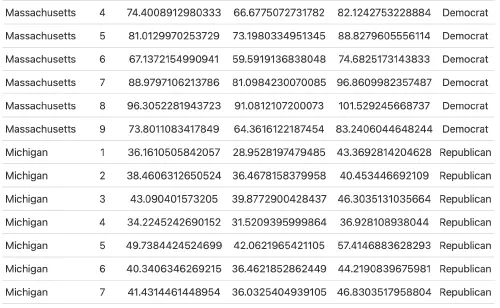 Massachusetts 4 74.4008912980333 66.6775072731782 82.1242753228884 Democrat
Massachusetts 5 81.0129970253729 73.1980334951345 88.8279605556114 Democrat
Massachusetts 6 67.1372154990941 59.5919136838048 74.6825173143833 Democrat
Massachusetts 7 88.9797106213786 81.0984230070085 96.8609982357487 Democrat
Massachusetts 8 96.3052281943723 91.0812107200073 101.529245668737 Democrat
Massachusetts 9 73.8011083417849 64.3616122187454 83.2406044648244 Democrat
Michigan 1 36.1610505842057 28.9528197479485 43.3692814204628 Republican
Michigan 2 38.4606312650524 36.4678158379958 40.453446692109 Republican
Michigan 3 43.090401573205 39.8772900428437 46.3035131035664 Republican
Michigan 4 34.2245242690152 31.5209395999864 36.928108938044 Republican
Michigan 5 49.7384424524699 42.0621965421105 57.4146883628293 Republican
Michigan 6 40.3406346269215 36.4621852862449 44.2190839675981 Republican
Michigan 7 41.4314461448954 36.0325404939105 46.8303517958804 Republican